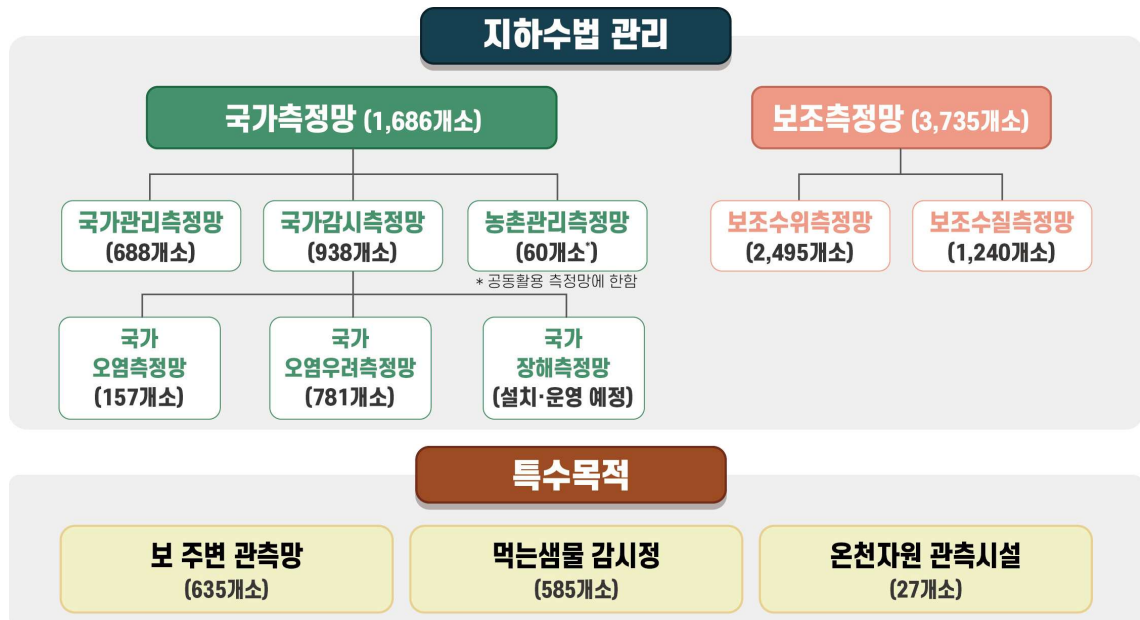 지하수법 관리
국가측정망 (1,686개소)
보조측정망 (3,735개소)
국가관리측정망
(688개소)
국가감시측정망
(938개소)
농촌관리측정망
(60개소*)
* 공동활용 측정망에 한함
보조수위측정망
(2,495개소)
보조수질측정망
(1,240개소)
국가
오염측정망
(157개소)
국가
오염우려측정망
(781개소)
국가
장해측정망
(설치·운영 예정)
특수목적
보 주변 관측망
(635개소)
먹는샘물 감시정
(585개소)
온천자원 관측시설
(27개소)